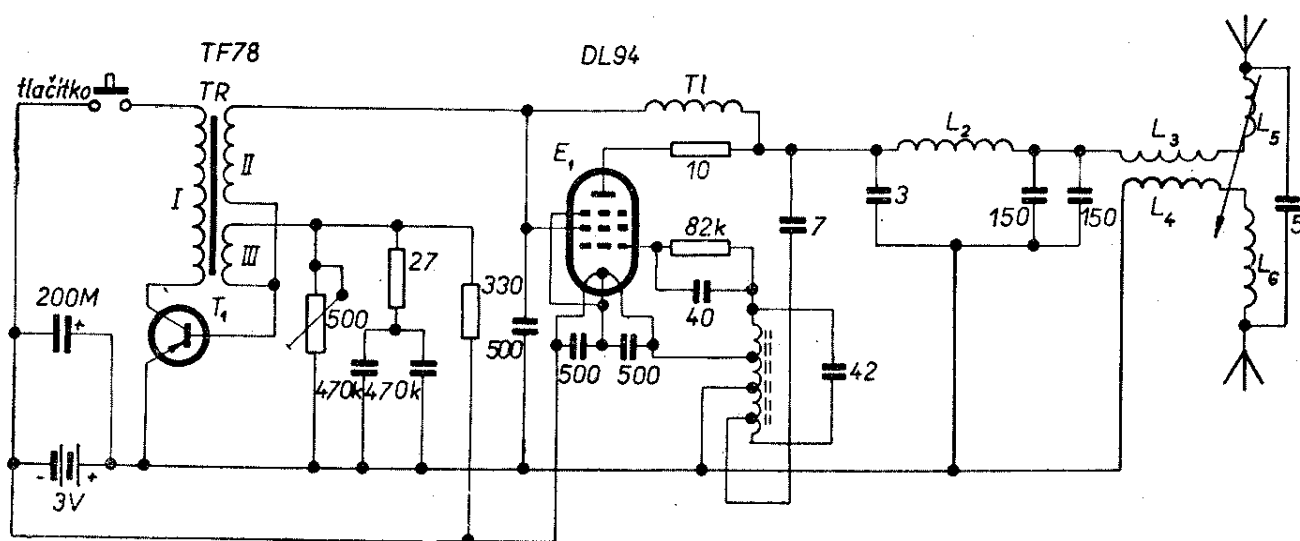 TF78
DL94
tlačítko
TR
Tl
L₂
L₃
L₅
E₁
10
I
II
III
3
150
150
L₄
5
7
82k
27
330
L₆
200M
+
T₁
500
40
500
500
500
42
470k
470k
-
+
3V